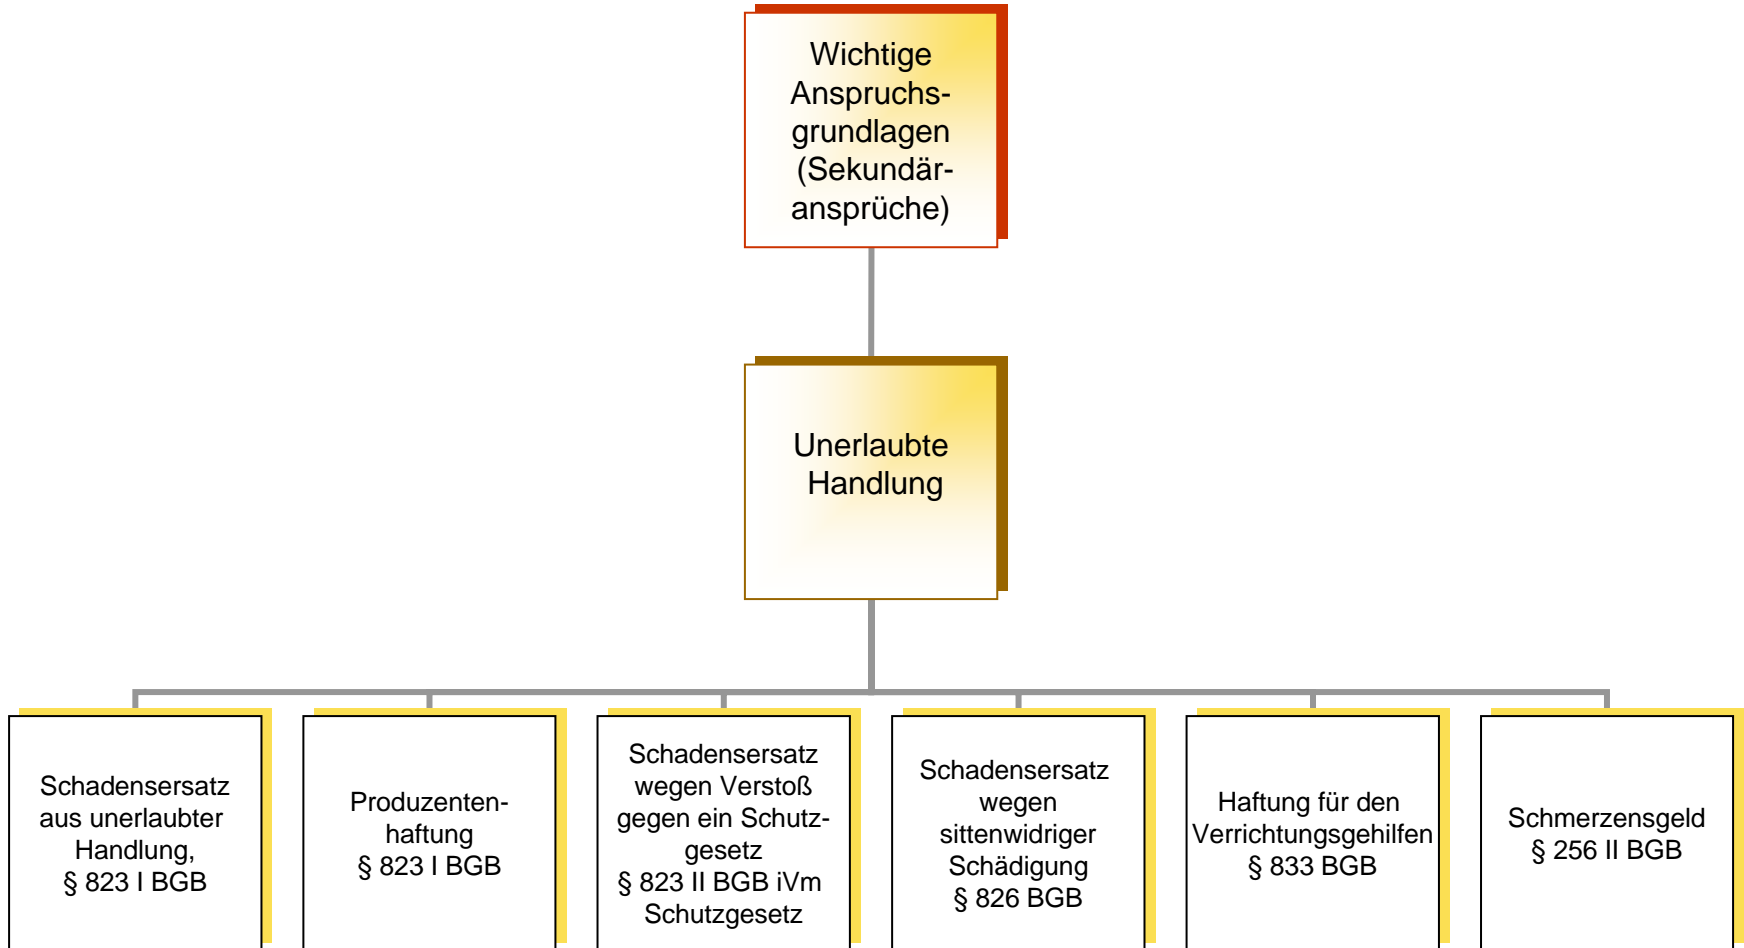 Wichtige
Anspruchs-
grundlagen
(Sekundär-
ansprüche)
Unerlaubte
Handlung
Schadensersatz
aus unerlaubter
Handlung,
§ 823 I BGB
Produzenten-
haftung
§ 823 I BGB
Schadensersatz
wegen Verstoß
gegen ein Schutz-
gesetz
§ 823 II BGB iVm
Schutzgesetz
Schadensersatz
wegen
sittenwidriger
Schädigung
§ 826 BGB
Haftung für den
Verrichtungsgehilfen
§ 833 BGB
Schmerzensgeld
§ 256 II BGB